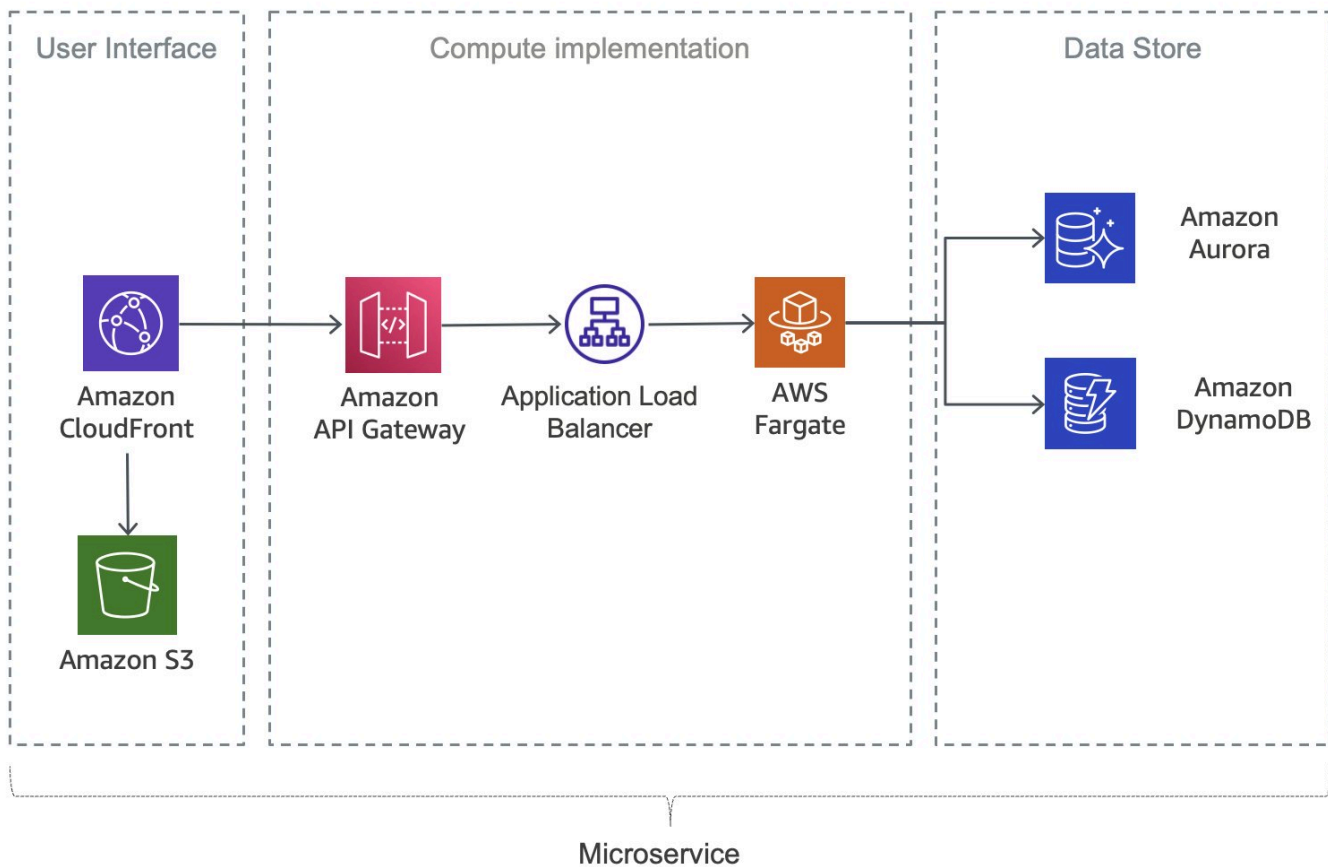 User Interface
Compute implementation
Data Store
Amazon
CloudFront
Amazon S3
</>
Amazon
API Gateway
Application Load
Balancer
AWS
Fargate
Amazon
Aurora
Amazon
DynamoDB
Microservice